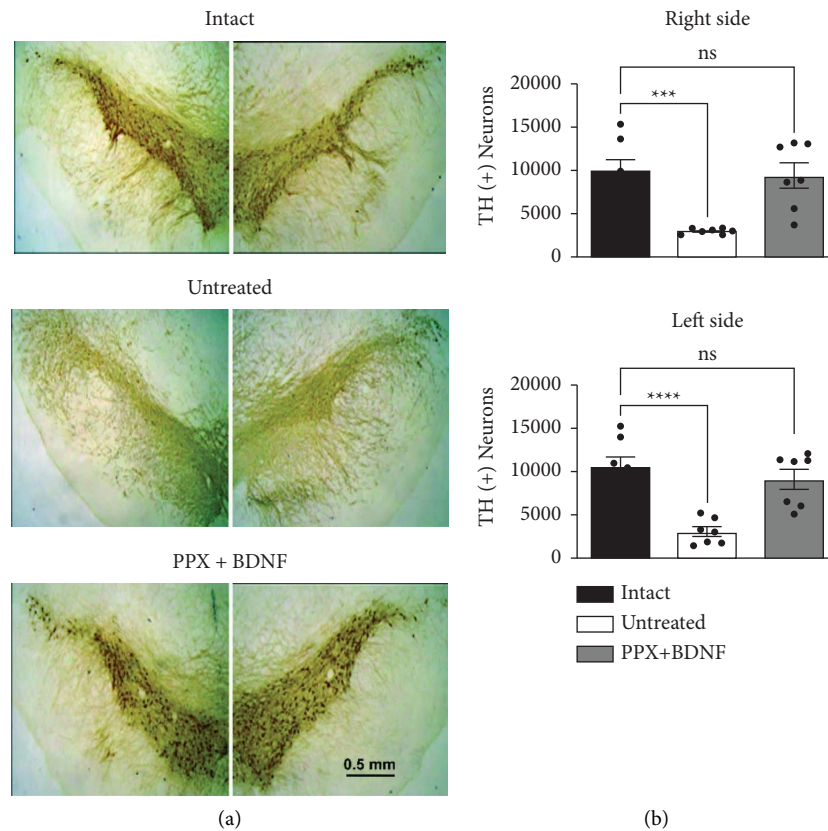 Intact
Untreated
PPX + BDNF
0.5 mm
(a)
Right side
ns
***
20000
15000
10000
5000
0
TH (+) Neurons
Left side
ns
****
20000
15000
10000
5000
0
TH (+) Neurons
Intact
Untreated
PPX+BDNF
(b)